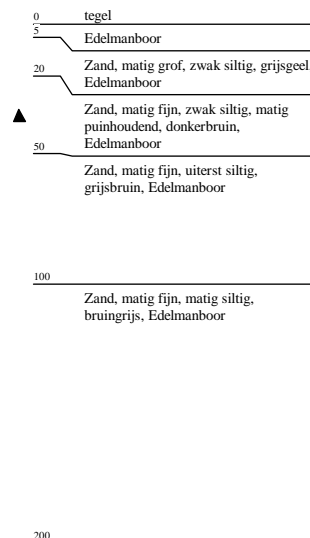 0 tegel
5 Edelmanboor
20 Zand, matig grof, zwak siltig, grijsgeel
Edelmanboor
Zand, matig fijn, zwak siltig, matig
puinhoudend, donkerbruin,
Edelmanboor
50
Zand, matig fijn, uiterst siltig,
grijsbruin, Edelmanboor
100
Zand, matig fijn, matig siltig,
bruingrijs, Edelmanboor
200